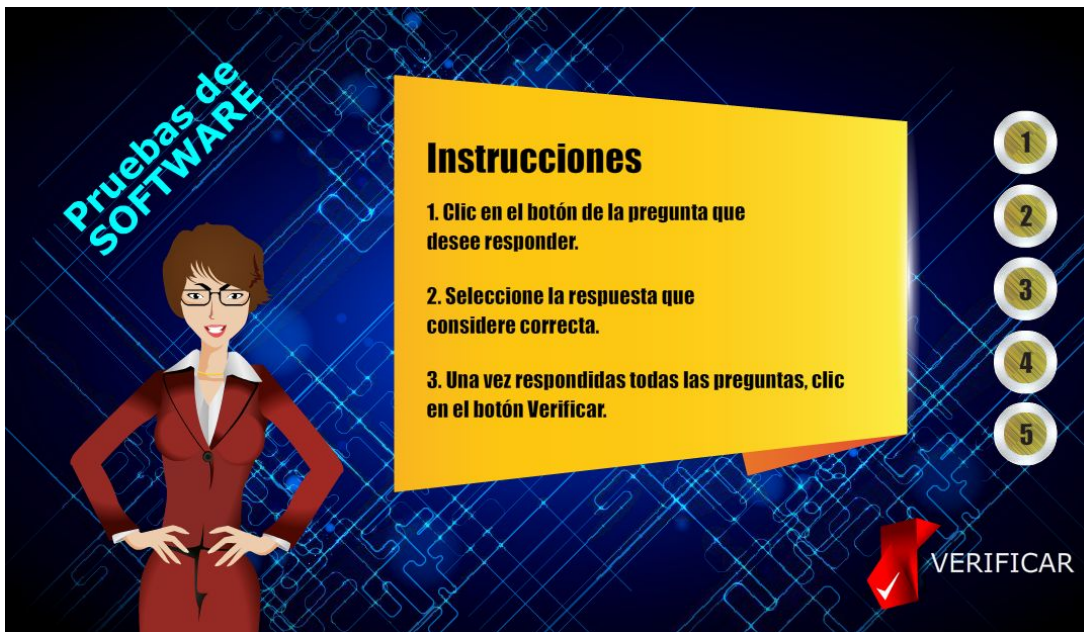 Pruebas de
SOFTWARE
Instrucciones
1. Clic en el botón de la pregunta que
desee responder.
2. Seleccione la respuesta que
considere correcta.
3. Una vez respondidas todas las preguntas, clic
en el botón Verificar.
1
2
3
4
5
VERIFICAR